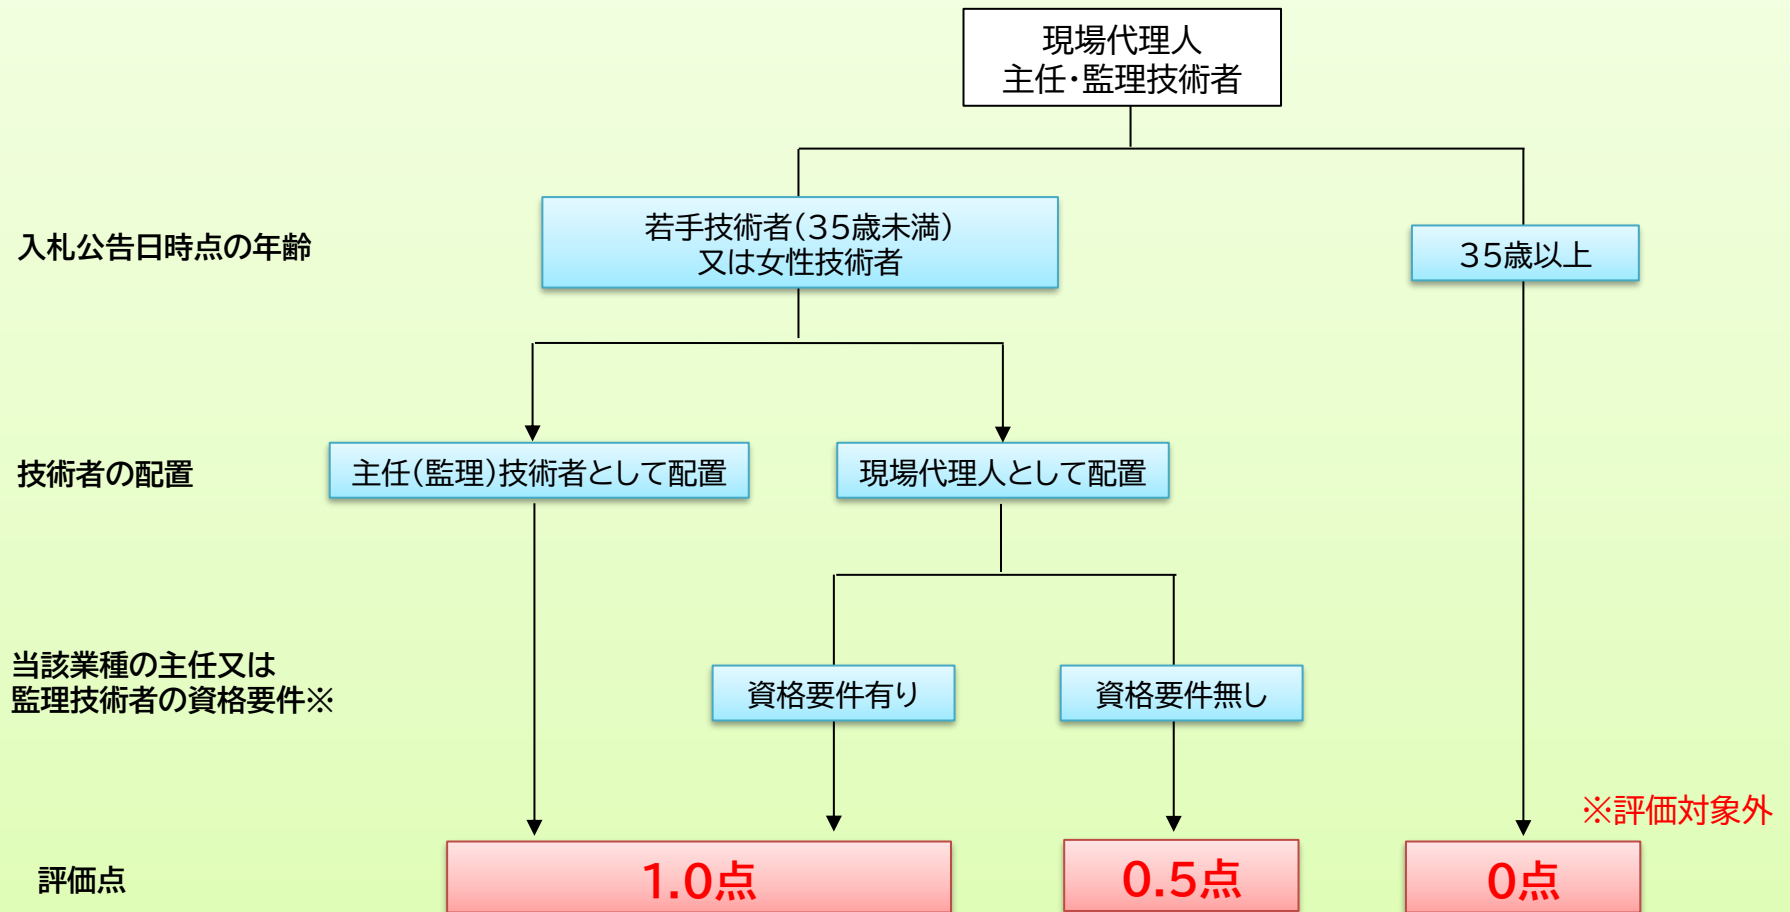 現場代理人
主任・監理技術者
入札公告日時点の年齢
若手技術者（35歳未満）
又は女性技術者
35歳以上
技術者の配置
主任（監理）技術者として配置
現場代理人として配置
当該業種の主任又は
監理技術者の資格要件※
資格要件有り
資格要件無し
※評価対象外
評価点
1.0点
0.5点
0点